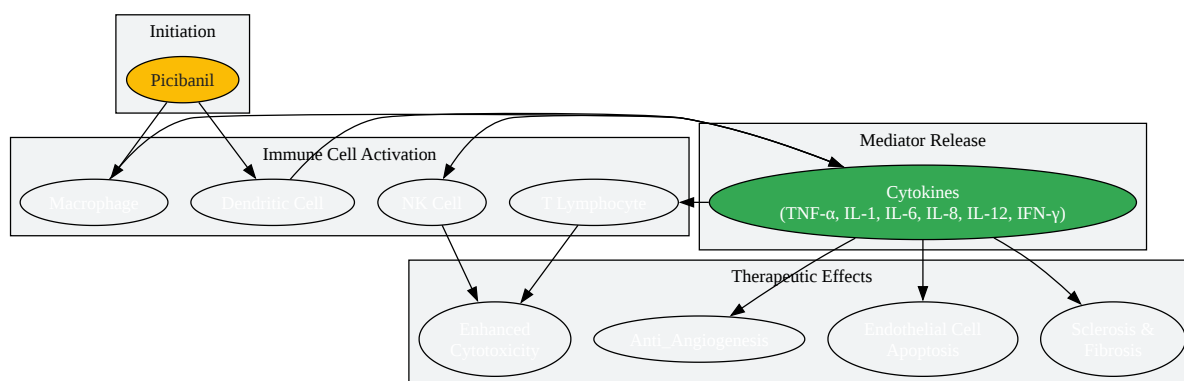 Initiation
Picibanil
Immune Cell Activation
Mediator Release
Macrophage
Dendritic Cell
NK Cell
T Lymphocyte
Cytokines
(TNF-α, IL-1, IL-6, IL-8, IL-12, IFN-γ)
Therapeutic Effects
Enhanced
Cytotoxicity
Anti_Angiogenesis
Endothelial Cell
Apoptosis
Sclerosis &
Fibrosis